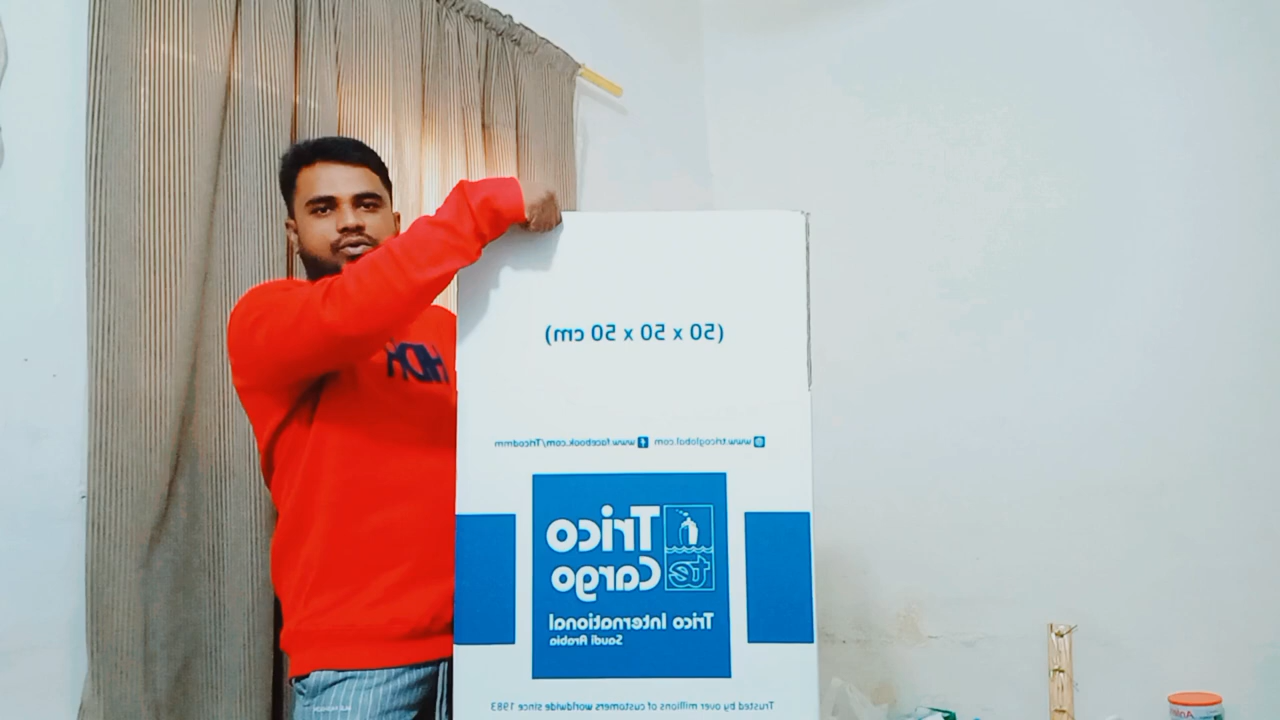 (50 x 50 x 50 cm)
www.tricoglobal.com www.facebook.com/Tricodmm
Trico
Cargo
te
Trico International
Saudi Arabia
Trusted by over millions of customers worldwide since 1983